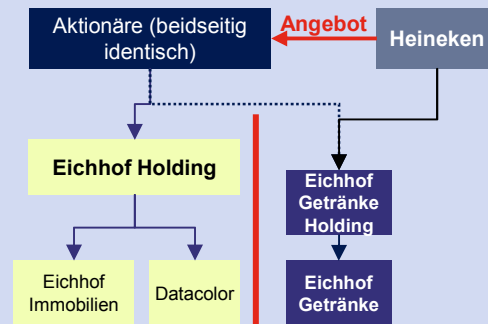 Aktionäre (beidseitig
identisch)
Angebot
Heineken
Eichhof Holding
Eichhof
Getränke
Holding
Eichhof
Immobilien
Datacolor
Eichhof
Getränke